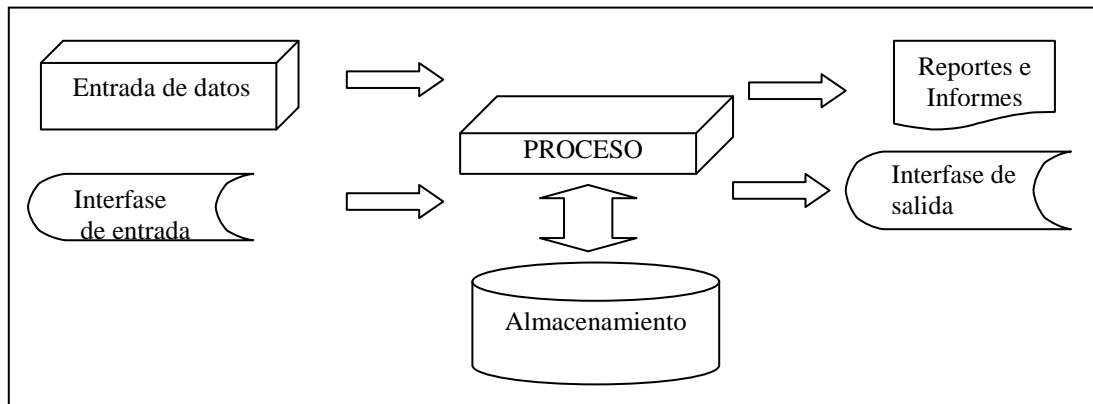 Entrada de datos
Interfase
de entrada
PROCESO
Almacenamiento
Reportes e
Informes
Interfase de
salida